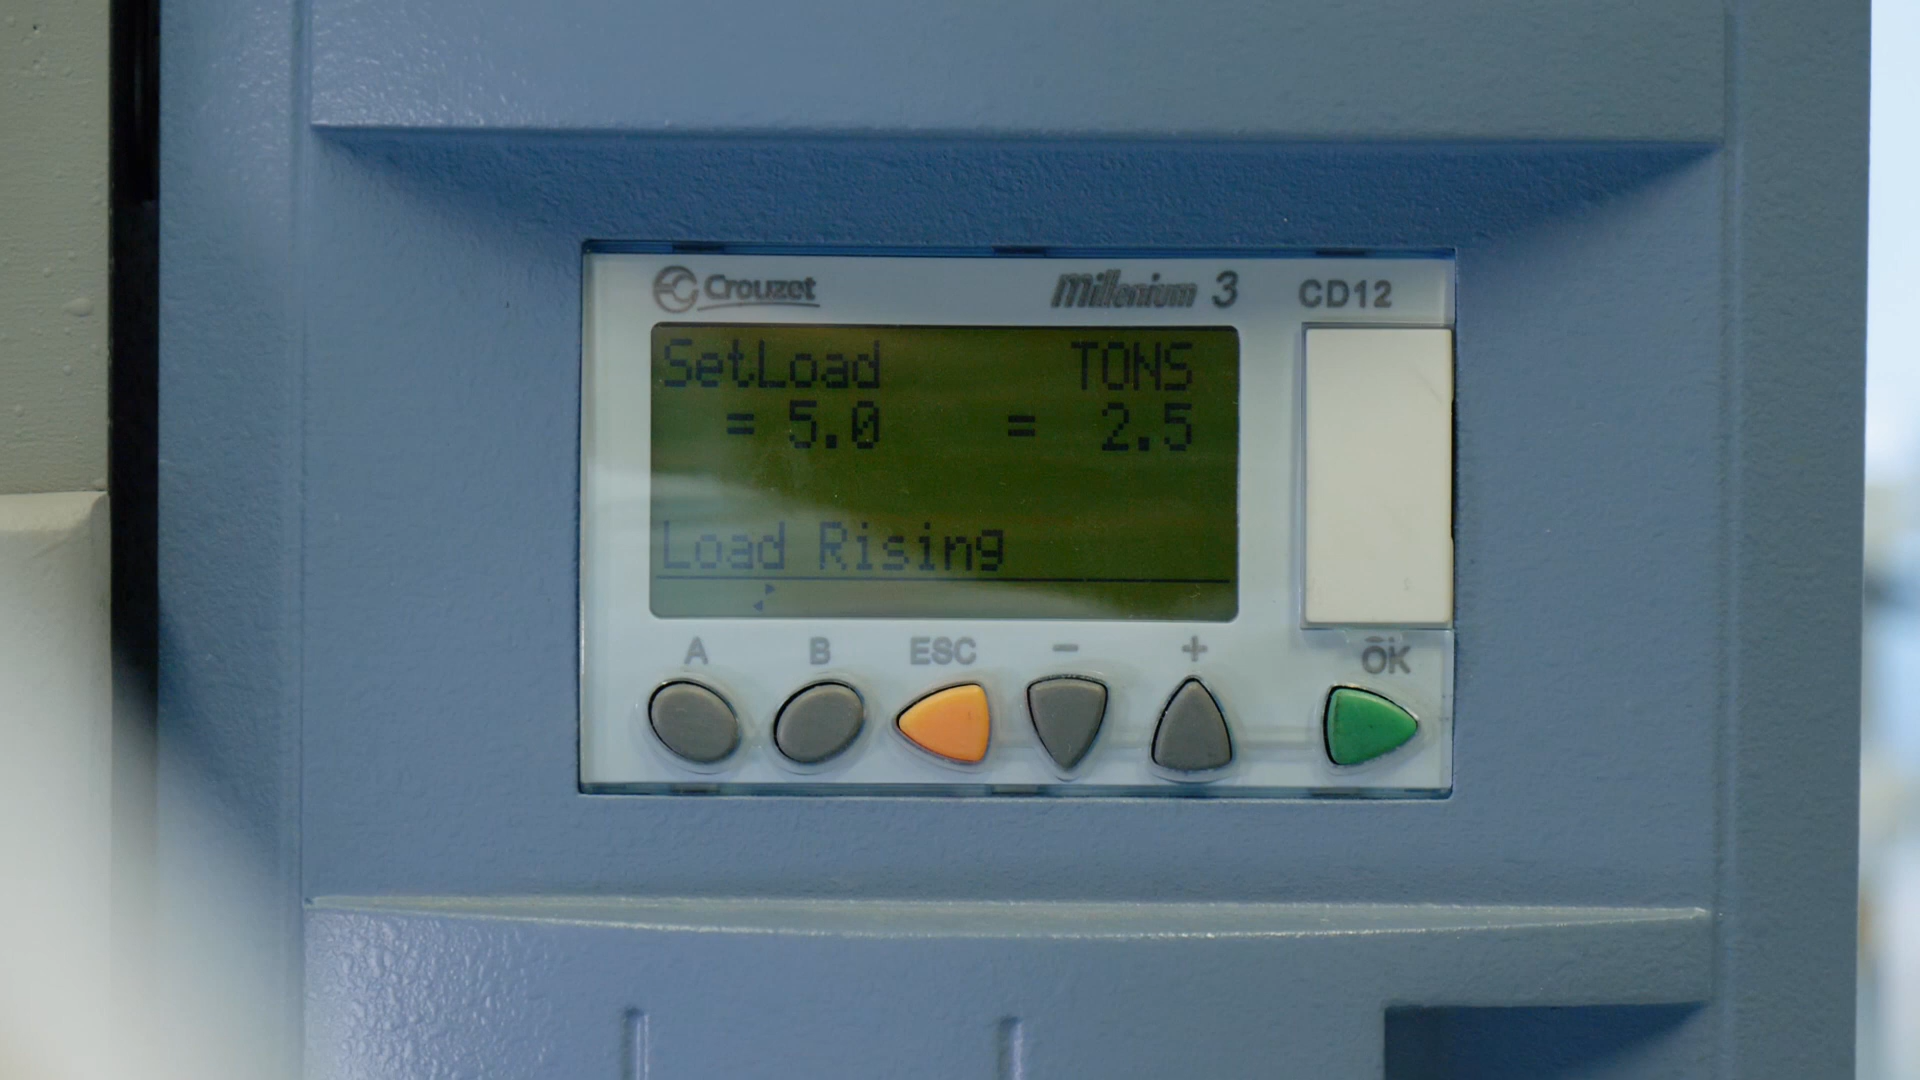 Crouzet Millenium 3 CD12
SetLoad TONS
= 5.0 = 2.5
Load Rising
A B ESC - + OK